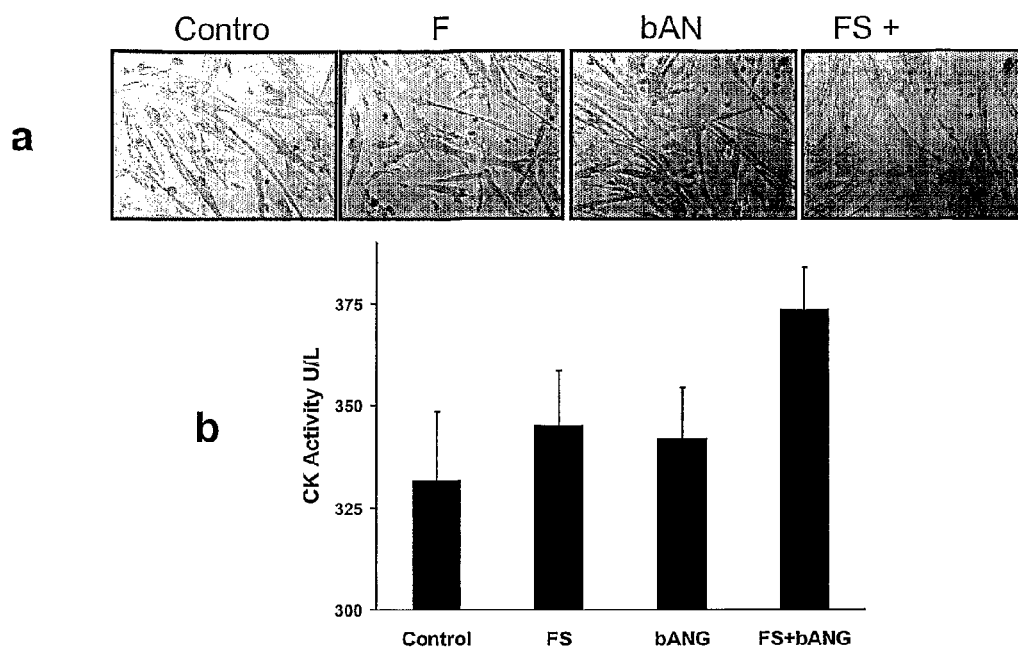 Contro F bAN FS +
a
375
350
325
300
CK Activity U/L
b
Control FS bANG FS+bANG